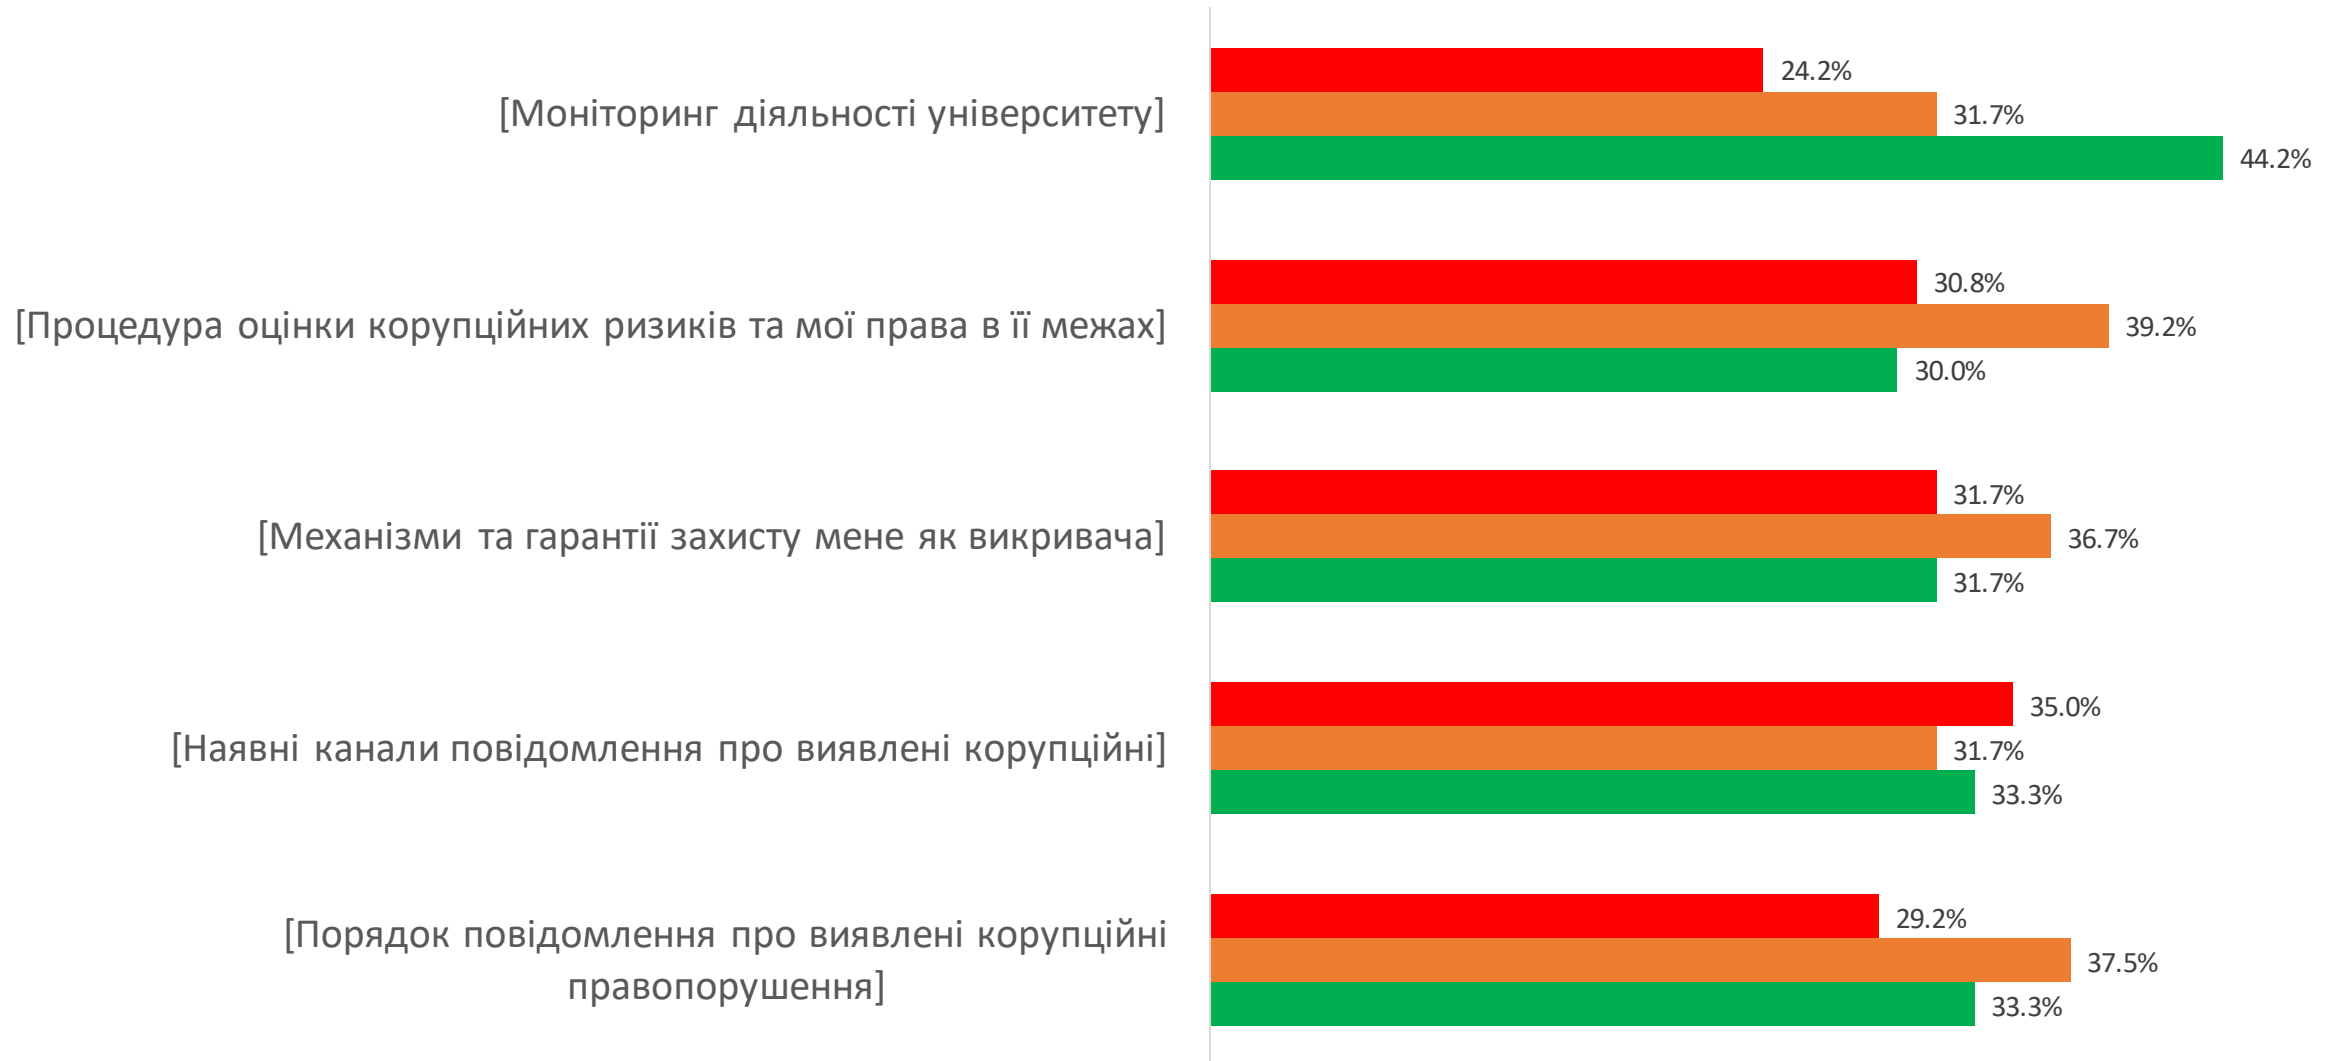 [Моніторинг діяльності університету]
24.2%
31.7%
44.2%
[Процедура оцінки корупційних ризиків та мої права в її межах]
30.8%
39.2%
30.0%
[Механізми та гарантії захисту мене як викривача]
31.7%
36.7%
31.7%
[Наявні канали повідомлення про виявлені корупційні]
35.0%
31.7%
33.3%
[Порядок повідомлення про виявлені корупційні
правопорушення]
29.2%
37.5%
33.3%